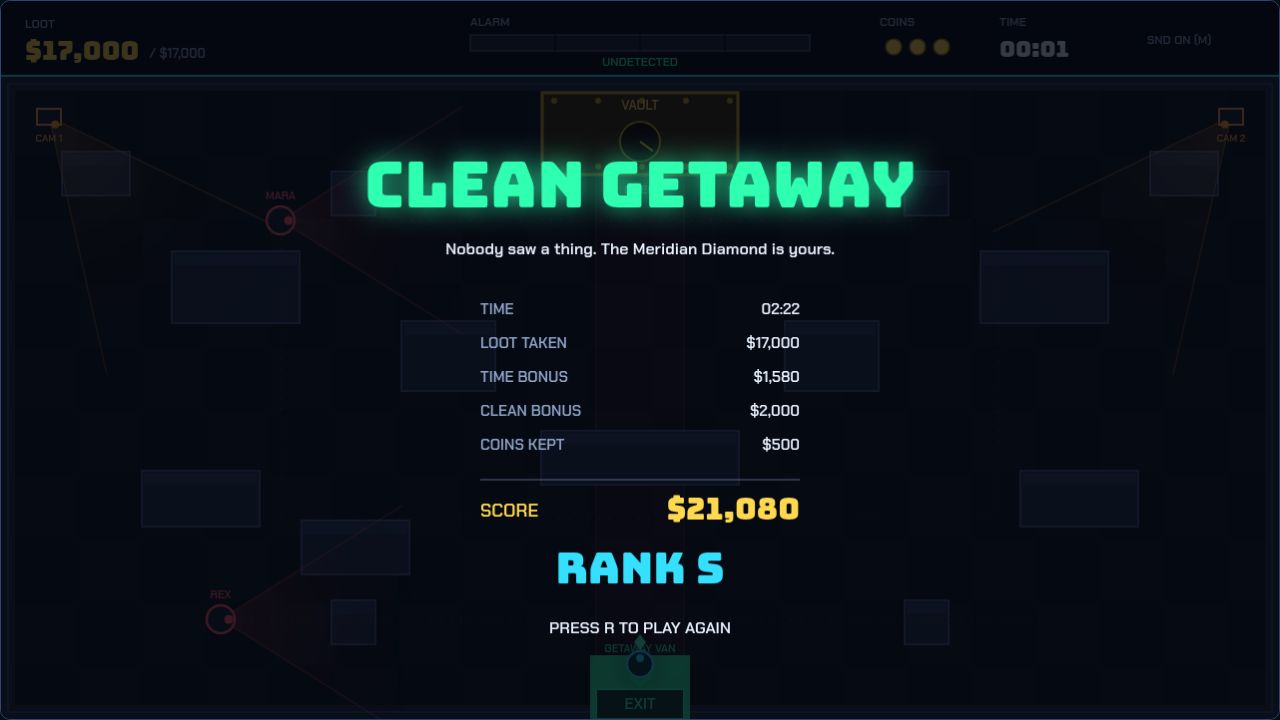 LOOT
$17,000 / $17,000
ALARM
UNDETECTED
COINS
TIME
00:01
SND ON (M)
VAULT
CAM 1
CAM 2
MARA
CLEAN GETAWAY
Nobody saw a thing. The Meridian Diamond is yours.
TIME 02:22
LOOT TAKEN $17,000
TIME BONUS $1,580
CLEAN BONUS $2,000
COINS KEPT $500
SCORE $21,080
RANK S
REX
PRESS R TO PLAY AGAIN
GETAWAY VAN
EXIT